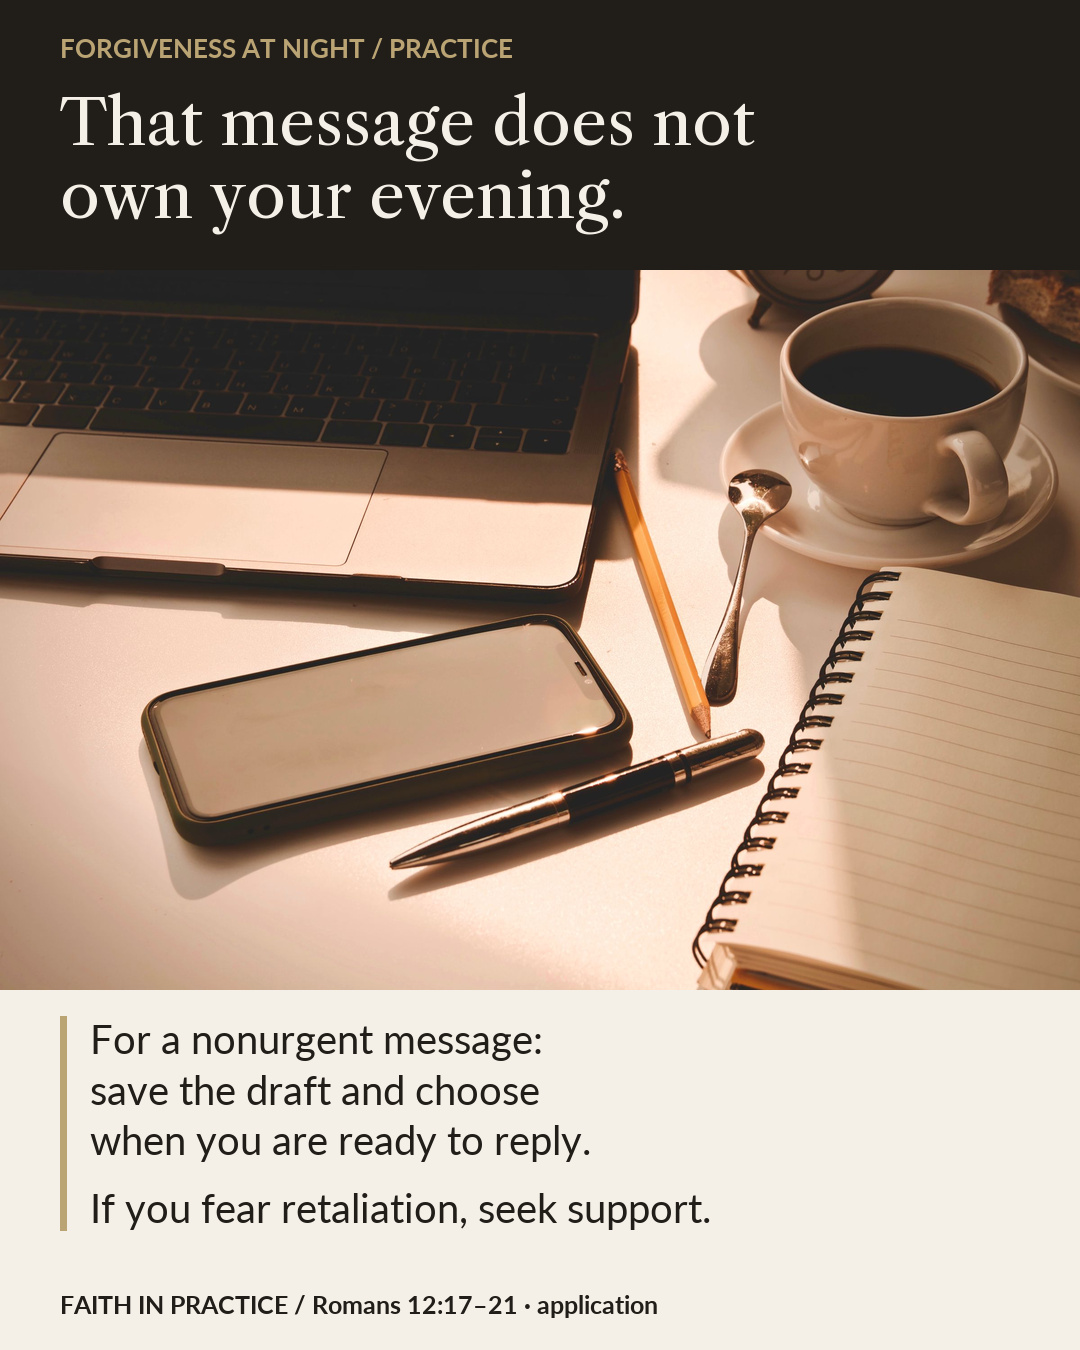 FORGIVENESS AT NIGHT / PRACTICE
That message does not
own your evening.
For a nonurgent message:
save the draft and choose
when you are ready to reply.
If you fear retaliation, seek support.
FAITH IN PRACTICE / Romans 12:17–21 · application